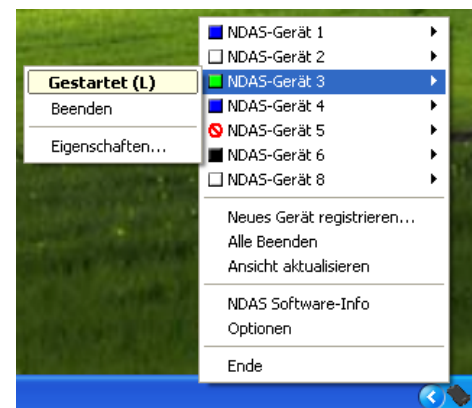 NDAS-Gerät 1
NDAS-Gerät 2
NDAS-Gerät 3
NDAS-Gerät 4
NDAS-Gerät 5
NDAS-Gerät 6
NDAS-Gerät 8
Neues Gerät registrieren...
Alle Beenden
Ansicht aktualisieren
NDAS Software-Info
Optionen
Ende
Gestartet (L)
Beenden
Eigenschaften...